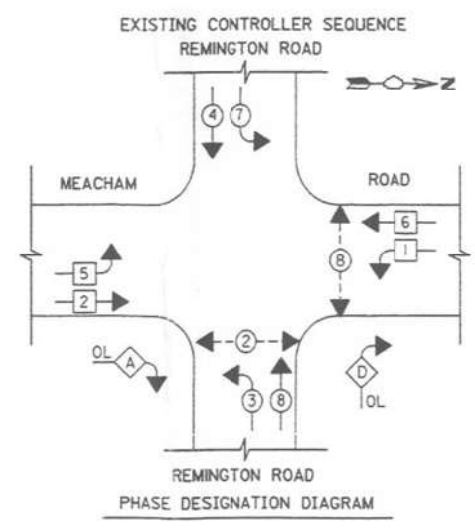 EXISTING CONTROLLER SEQUENCE
REMINGTON ROAD
N
4 7
MEACHAM ROAD
6
5 8 1
2
OL A 2 D
3 8 OL
REMINGTON ROAD
PHASE DESIGNATION DIAGRAM